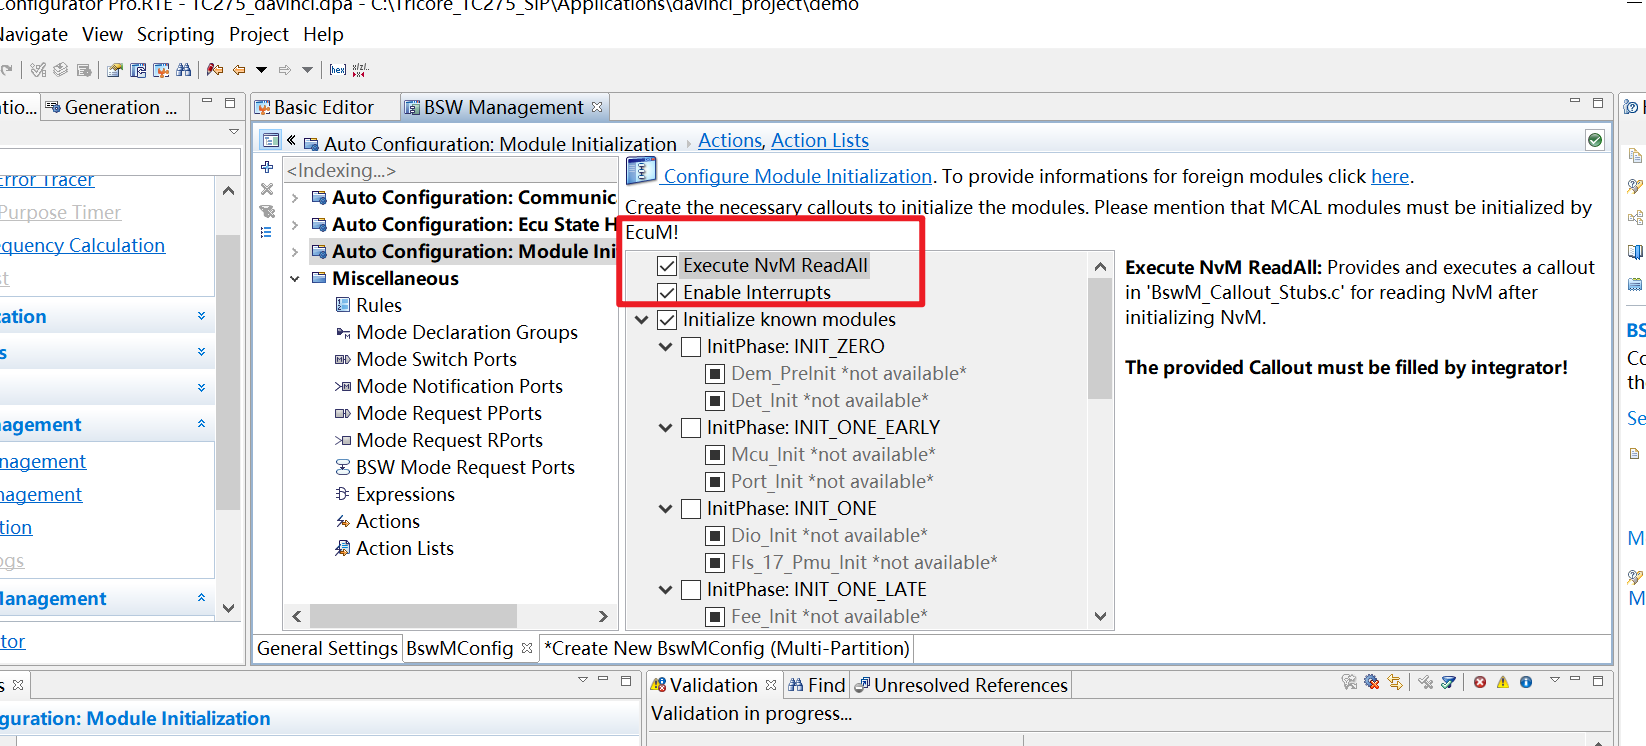 Configurator Pro.RTE - TC275_davinci.dpa - C:\Tricore_TC275_SIP\Applications\davinci_project\demo
Navigate View Scripting Project Help
Generation ...
Basic Editor
BSW Management
Auto Configuration: Module Initialization
Actions, Action Lists
<Indexing...>
Auto Configuration: Communic
Auto Configuration: Ecu State H
Auto Configuration: Module Ini
Miscellaneous
Rules
Mode Declaration Groups
Mode Switch Ports
Mode Notification Ports
Mode Request PPorts
Mode Request RPorts
BSW Mode Request Ports
Expressions
Actions
Action Lists
Error Tracer
Purpose Timer
equency Calculation
st
zation
s
nagement
nagement
nagement
tion
ogs
Management
tor
Configure Module Initialization. To provide informations for foreign modules click here.
Create the necessary callouts to initialize the modules. Please mention that MCAL modules must be initialized by
EcuM!
Execute NvM ReadAll
Enable Interrupts
Initialize known modules
InitPhase: INIT_ZERO
Dem_PreInit *not available*
Det_Init *not available*
InitPhase: INIT_ONE_EARLY
Mcu_Init *not available*
Port_Init *not available*
InitPhase: INIT_ONE
Dio_Init *not available*
Fls_17_Pmu_Init *not available*
InitPhase: INIT_ONE_LATE
Fee_Init *not available*
Execute NvM ReadAll: Provides and executes a callout
in 'BswM_Callout_Stubs.c' for reading NvM after
initializing NvM.
The provided Callout must be filled by integrator!
General Settings
BswMConfig
*Create New BswMConfig (Multi-Partition)
BS
Co
the
Se
M
M
Validation
Find
Unresolved References
Validation in progress...
guration: Module Initialization